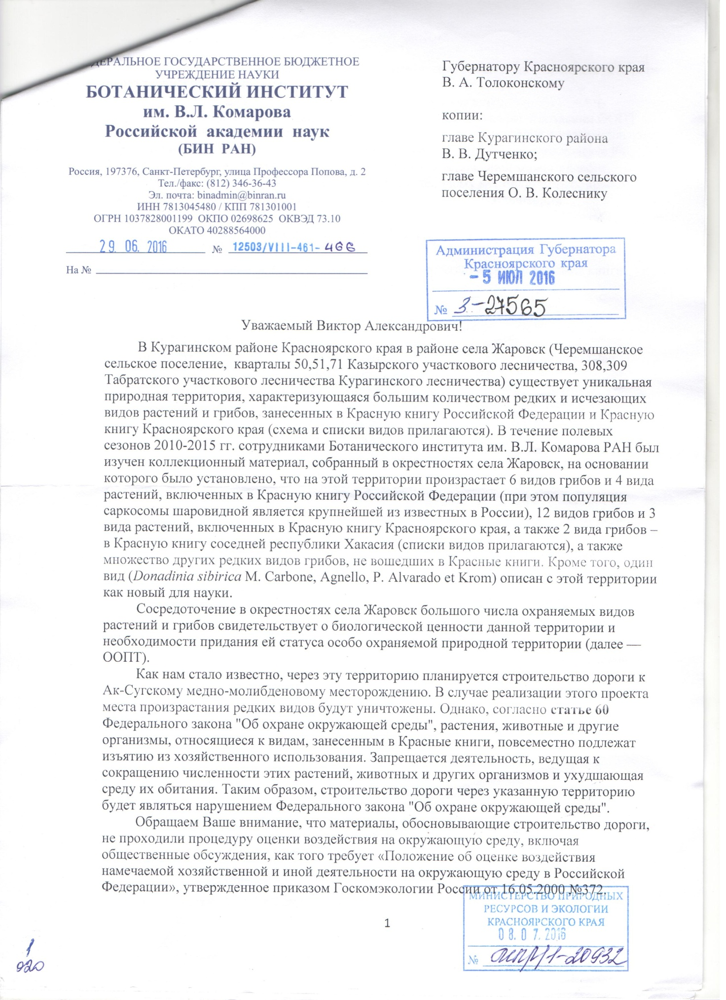 ДЕРАЛЬНОЕ ГОСУДАРСТВЕННОЕ БЮДЖЕТНОЕ
УЧРЕЖДЕНИЕ НАУКИ
БОТАНИЧЕСКИЙ ИНСТИТУТ
им. В.Л. Комарова
Российской академии наук
(БИН РАН)
Россия, 197376, Санкт-Петербург, улица Профессора Попова, д. 2
Тел./факс: (812) 346-36-43
Эл. почта: binadmin@binran.ru
ИНН 7813045480 / КПП 781301001
ОГРН 1037828001199 ОКПО 02698625 ОКВЭД 73.10
ОКАТО 40288564000
29. 06. 2016 № 12503/VIII-461-466
На №
Губернатору Красноярского края
В. А. Толоконскому
копии:
главе Курагинского района
В. В. Дутченко;
главе Черемшанского сельского
поселения О. В. Колеснику
Администрация Губернатора
Красноярского края
- 5 ИЮЛ 2016
№ 3-27565
Уважаемый Виктор Александрович!
В Курагинском районе Красноярского края в районе села Жаровск (Черемшанское
сельское поселение, кварталы 50,51,71 Казырского участкового лесничества, 308,309
Табратского участкового лесничества Курагинского лесничества) существует уникальная
природная территория, характеризующаяся большим количеством редких и исчезающих
видов растений и грибов, занесенных в Красную книгу Российской Федерации и Красную
книгу Красноярского края (схема и списки видов прилагаются). В течение полевых
сезонов 2010-2015 гг. сотрудниками Ботанического института им. В.Л. Комарова РАН был
изучен коллекционный материал, собранный в окрестностях села Жаровск, на основании
которого было установлено, что на этой территории произрастает 6 видов грибов и 4 вида
растений, включенных в Красную книгу Российской Федерации (при этом популяция
саркосомы шаровидной является крупнейшей из известных в России), 12 видов грибов и 3
вида растений, включенных в Красную книгу Красноярского края, а также 2 вида грибов –
в Красную книгу соседней республики Хакасия (списки видов прилагаются), а также
множество других редких видов грибов, не вошедших в Красные книги. Кроме того, один
вид (Donadinia sibirica M. Carbone, Agnello, P. Alvarado et Krom) описан с этой территории
как новый для науки.
Сосредоточение в окрестностях села Жаровск большого числа охраняемых видов
растений и грибов свидетельствует о биологической ценности данной территории и
необходимости придания ей статуса особо охраняемой природной территории (далее —
ООПТ).
Как нам стало известно, через эту территорию планируется строительство дороги к
Ак-Сугскому медно-молибденовому месторождению. В случае реализации этого проекта
места произрастания редких видов будут уничтожены. Однако, согласно статье 60
Федерального закона "Об охране окружающей среды", растения, животные и другие
организмы, относящиеся к видам, занесенным в Красные книги, повсеместно подлежат
изъятию из хозяйственного использования. Запрещается деятельность, ведущая к
сокращению численности этих растений, животных и других организмов и ухудшающая
среду их обитания. Таким образом, строительство дороги через указанную территорию
будет являться нарушением Федерального закона "Об охране окружающей среды".
Обращаем Ваше внимание, что материалы, обосновывающие строительство дороги,
не проходили процедуру оценки воздействия на окружающую среду, включая
общественные обсуждения, как того требует «Положение об оценке воздействия
намечаемой хозяйственной и иной деятельности на окружающую среду в Российской
Федерации», утвержденное приказом Госкомэкологии России от 16.05.2000 №372.
МИНИСТЕРСТВО ПРИРОДНЫХ
РЕСУРСОВ И ЭКОЛОГИИ
КРАСНОЯРСКОГО КРАЯ
08. 07. 2016
№ мпр/1-20932
1
1
920